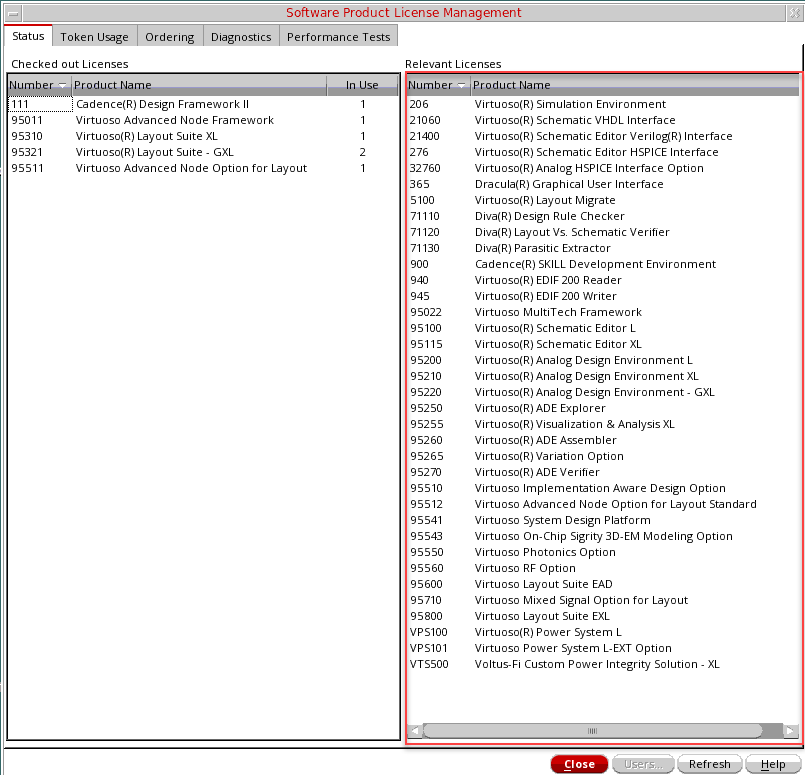 Software Product License Management
Status Token Usage Ordering Diagnostics Performance Tests
Checked out Licenses
Number Product Name In Use
111 Cadence(R) Design Framework II 1
95011 Virtuoso Advanced Node Framework 1
95310 Virtuoso(R) Layout Suite XL 1
95321 Virtuoso(R) Layout Suite - GXL 2
95511 Virtuoso Advanced Node Option for Layout 1
Relevant Licenses
Number Product Name
206 Virtuoso(R) Simulation Environment
21060 Virtuoso(R) Schematic VHDL Interface
21400 Virtuoso(R) Schematic Editor Verilog(R) Interface
276 Virtuoso(R) Schematic Editor HSPICE Interface
32760 Virtuoso(R) Analog HSPICE Interface Option
365 Dracula(R) Graphical User Interface
5100 Virtuoso(R) Layout Migrate
71110 Diva(R) Design Rule Checker
71120 Diva(R) Layout Vs. Schematic Verifier
71130 Diva(R) Parasitic Extractor
900 Cadence(R) SKILL Development Environment
940 Virtuoso(R) EDIF 200 Reader
945 Virtuoso(R) EDIF 200 Writer
95022 Virtuoso MultiTech Framework
95100 Virtuoso(R) Schematic Editor L
95115 Virtuoso(R) Schematic Editor XL
95200 Virtuoso(R) Analog Design Environment L
95210 Virtuoso(R) Analog Design Environment XL
95220 Virtuoso(R) Analog Design Environment - GXL
95250 Virtuoso(R) ADE Explorer
95255 Virtuoso(R) Visualization & Analysis XL
95260 Virtuoso(R) ADE Assembler
95265 Virtuoso(R) Variation Option
95270 Virtuoso(R) ADE Verifier
95510 Virtuoso Implementation Aware Design Option
95512 Virtuoso Advanced Node Option for Layout Standard
95541 Virtuoso System Design Platform
95543 Virtuoso On-Chip Sigrity 3D-EM Modeling Option
95550 Virtuoso Photonics Option
95560 Virtuoso RF Option
95600 Virtuoso Layout Suite EAD
95710 Virtuoso Mixed Signal Option for Layout
95800 Virtuoso Layout Suite EXL
VPS100 Virtuoso(R) Power System L
VPS101 Virtuoso Power System L-EXT Option
VTS500 Voltus-Fi Custom Power Integrity Solution - XL
Close Users... Refresh Help